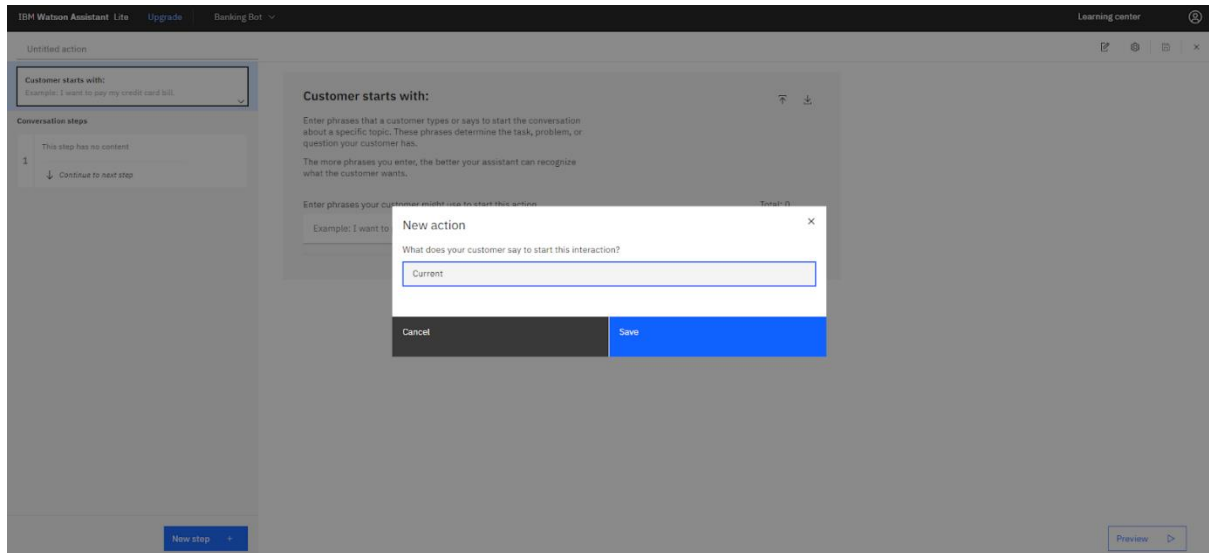 IBM Watson Assistant Lite Upgrade Banking Bot Learning center
Untitled action
Customer starts with:
Example: I want to pay my credit card bill.
Conversation steps
1
This step has no content
Continue to next step
New step +
Customer starts with:
Enter phrases that a customer types or says to start the conversation
about a specific topic. These phrases determine the task, problem, or
question your customer has.
The more phrases you enter, the better your assistant can recognize
what the customer wants.
Enter phrases your customer might use to start this action
Total: 0
Example: I want to
New action
What does your customer say to start this interaction?
Current
Cancel
Save
Preview